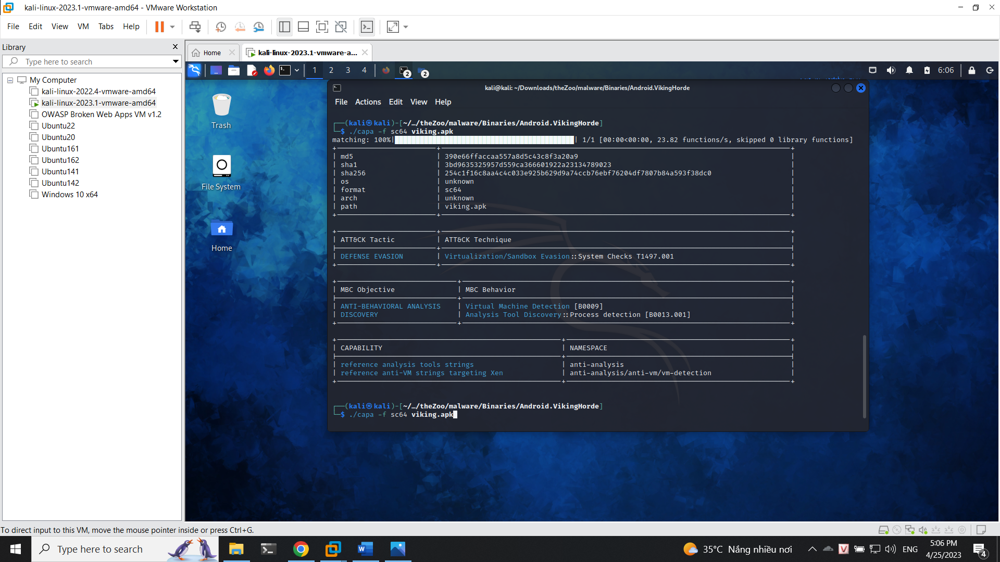 kali-linux-2023.1-vmware-amd64 - VMware Workstation
File Edit View VM Tabs Help
Library
Type here to search
My Computer
kali-linux-2022.4-vmware-amd64
kali-linux-2023.1-vmware-amd64
OWASP Broken Web Apps VM v1.2
Ubuntu22
Ubuntu20
Ubuntu161
Ubuntu162
Ubuntu141
Ubuntu142
Windows 10 x64
Home
kali-linux-2023.1-vmware-a...
1 2 3 4
2
2
6:06
Trash
File System
Home
kali@kali: ~/Downloads/theZoo/malware/Binaries/Android.VikingHorde
File Actions Edit View Help
(kali㉿kali)-[~/…/theZoo/malware/Binaries/Android.VikingHorde]
$ ./capa -f sc64 viking.apk
matching: 100%| | 1/1 [00:00<00:00, 23.82 functions/s, skipped 0 library functions]
md5 | 390e66ffaccaa557a8d5c43c8f3a20a9
sha1 | 3bd9635325957d559ca366601922a23134789023
sha256 | 254c1f16c8aa4c4c033e925b629d9a74ccb76ebf76204df7807b84a593f38dc0
os | unknown
format | sc64
arch | unknown
path | viking.apk
ATT&CK Tactic | ATT&CK Technique
DEFENSE EVASION | Virtualization/Sandbox Evasion::System Checks T1497.001
MBC Objective | MBC Behavior
ANTI-BEHAVIORAL ANALYSIS | Virtual Machine Detection [B0009]
DISCOVERY | Analysis Tool Discovery::Process detection [B0013.001]
CAPABILITY | NAMESPACE
reference analysis tools strings | anti-analysis
reference anti-VM strings targeting Xen | anti-analysis/anti-vm/vm-detection
(kali㉿kali)-[~/…/theZoo/malware/Binaries/Android.VikingHorde]
$ ./capa -f sc64 viking.apk
To direct input to this VM, move the mouse pointer inside or press Ctrl+G.
Type here to search
35°C Nắng nhiều nơi
ENG
5:06 PM
4/25/2023
4